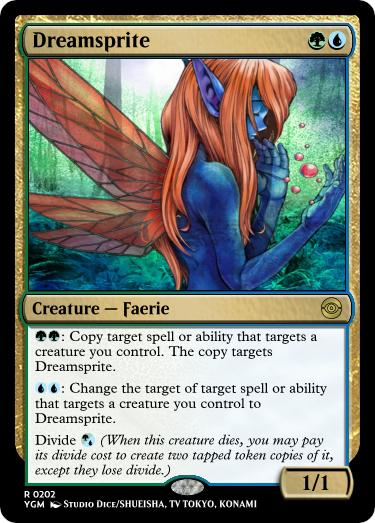 Dreamsprite
Creature — Faerie
: Copy target spell or ability that targets a
creature you control. The copy targets
Dreamsprite.
: Change the target of target spell or ability
that targets a creature you control to
Dreamsprite.
Divide (When this creature dies, you may pay
its divide cost to create two tapped token copies of it,
except they lose divide.)
1/1
R 0202
YGM Studio Dice/SHUEISHA, TV TOKYO, KONAMI